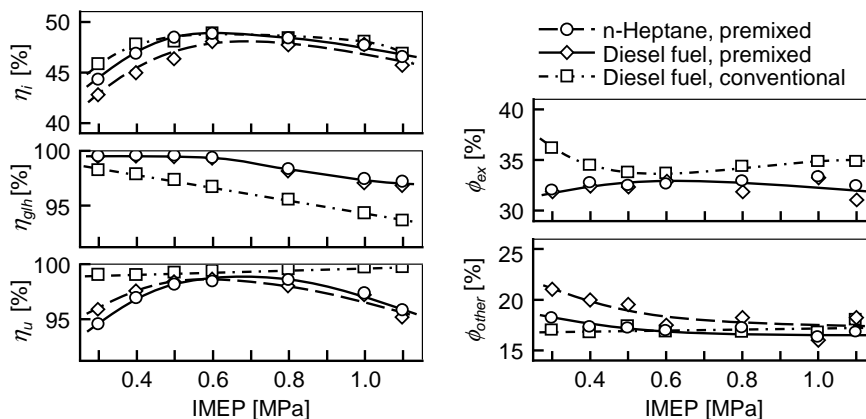 50
45
40
η_i [%]
100
95
η_glh [%]
100
95
η_u [%]
0.4 0.6 0.8 1.0
IMEP [MPa]
n-Heptane, premixed
Diesel fuel, premixed
Diesel fuel, conventional
40
35
30
ϕ_ex [%]
25
20
15
ϕ_other [%]
0.4 0.6 0.8 1.0
IMEP [MPa]